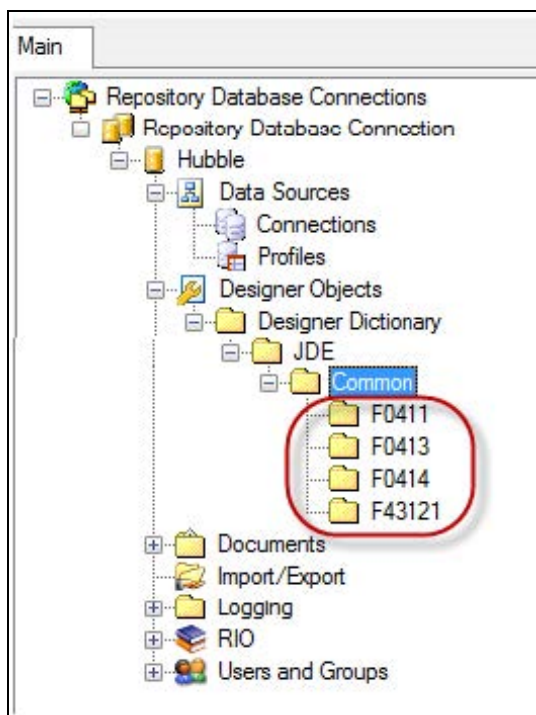 Main
Repository Database Connections
Repository Database Connection
Hubble
Data Sources
Connections
Profiles
Designer Objects
Designer Dictionary
JDE
Common
F0411
F0413
F0414
F43121
Documents
Import/Export
Logging
RIO
Users and Groups